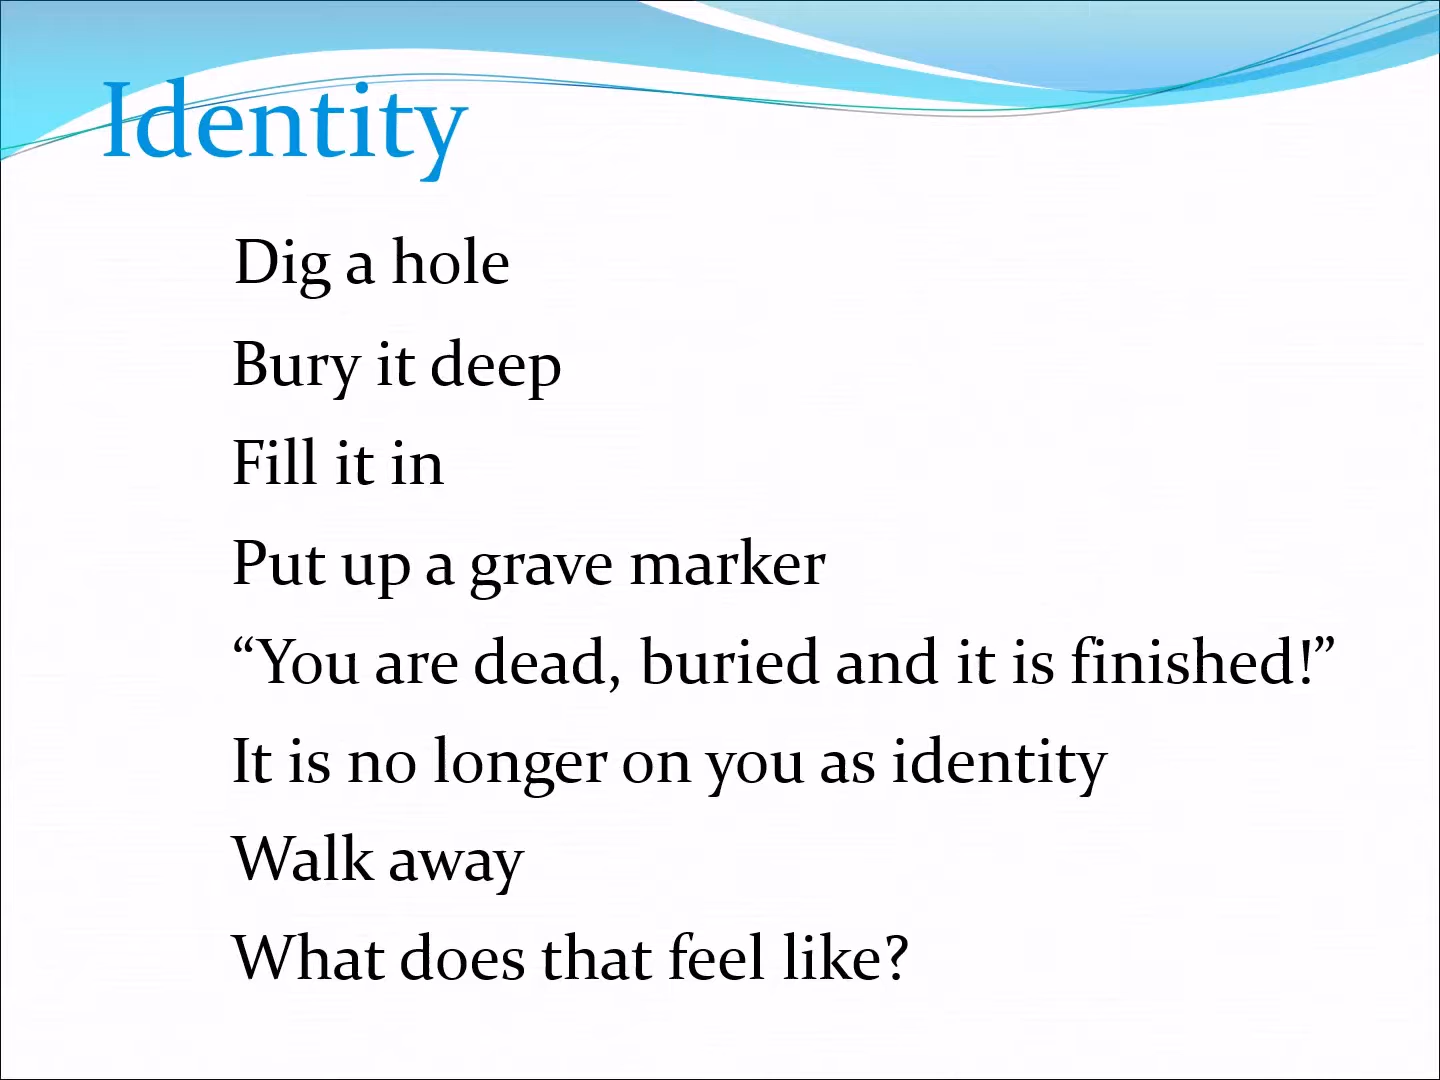 Identity
Dig a hole
Bury it deep
Fill it in
Put up a grave marker
“You are dead, buried and it is finished!”
It is no longer on you as identity
Walk away
What does that feel like?